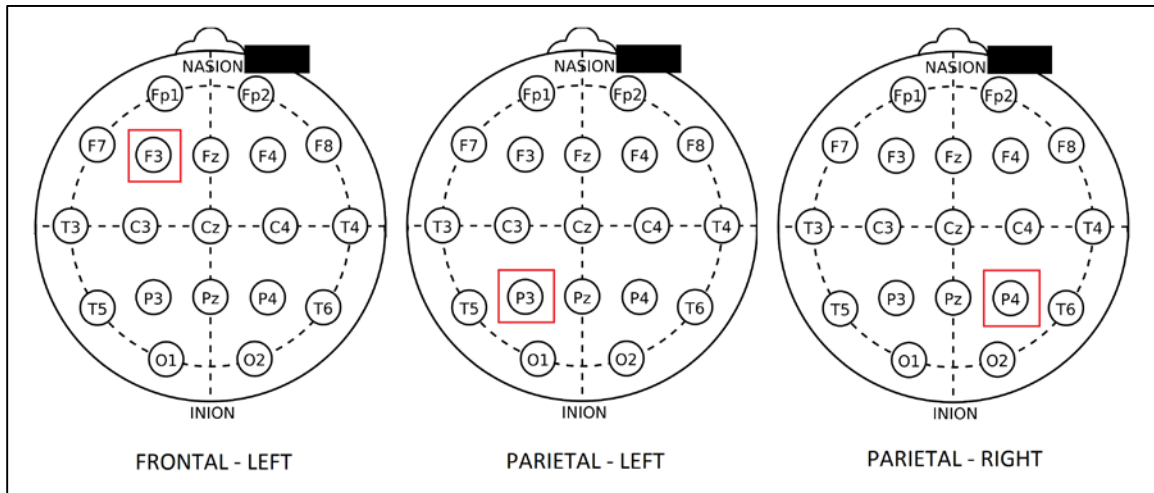 NASION NASION NASION
Fp1 Fp2 Fp1 Fp2 Fp1 Fp2
F7 F3 Fz F4 F8 F7 F3 Fz F4 F8 F7 F3 Fz F4 F8
T3 C3 Cz C4 T4 T3 C3 Cz C4 T4 T3 C3 Cz C4 T4
T5 P3 Pz P4 T6 T5 P3 Pz P4 T6 T5 P3 Pz P4 T6
O1 O2 O1 O2 O1 O2
INION INION INION
FRONTAL - LEFT PARIETAL - LEFT PARIETAL - RIGHT